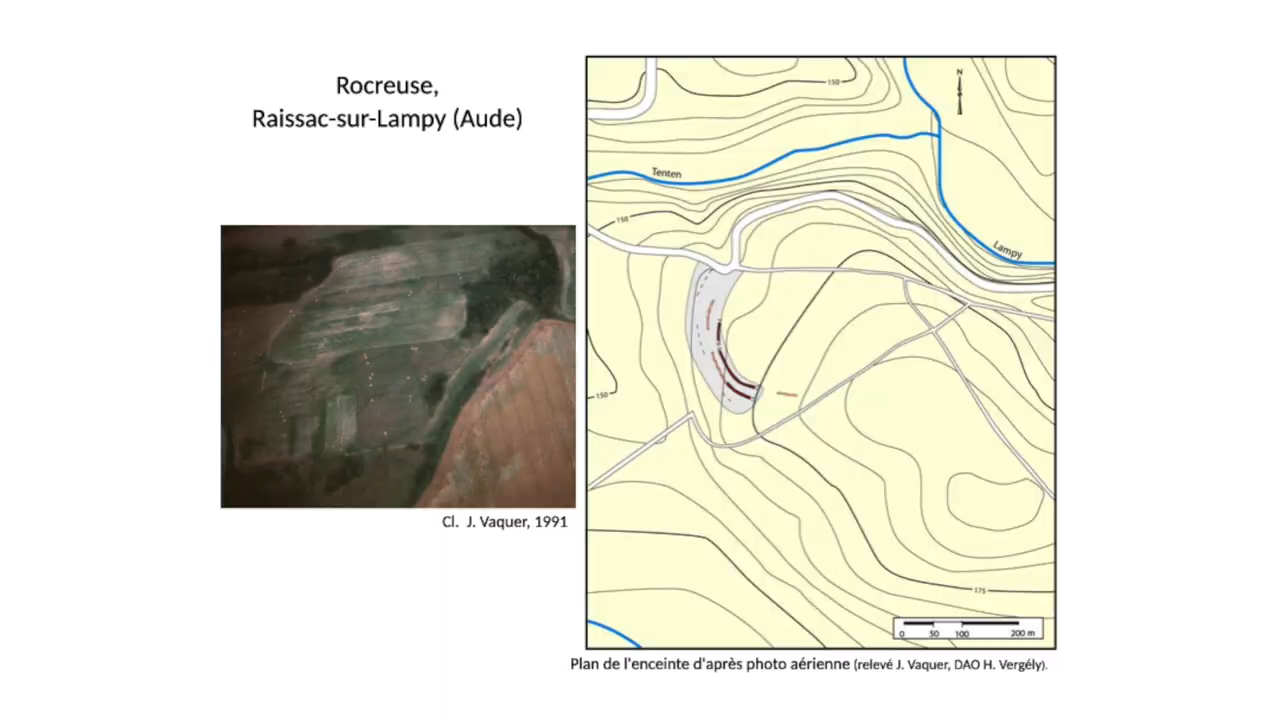 Rocreuse,
Raissac-sur-Lampy (Aude)
Cl. J. Vaquer, 1991
150
N
Tenten
150
Lampy
150
175
0 50 100 200 m
Plan de l'enceinte d'après photo aérienne (relevé J. Vaquer, DAO H. Vergély).